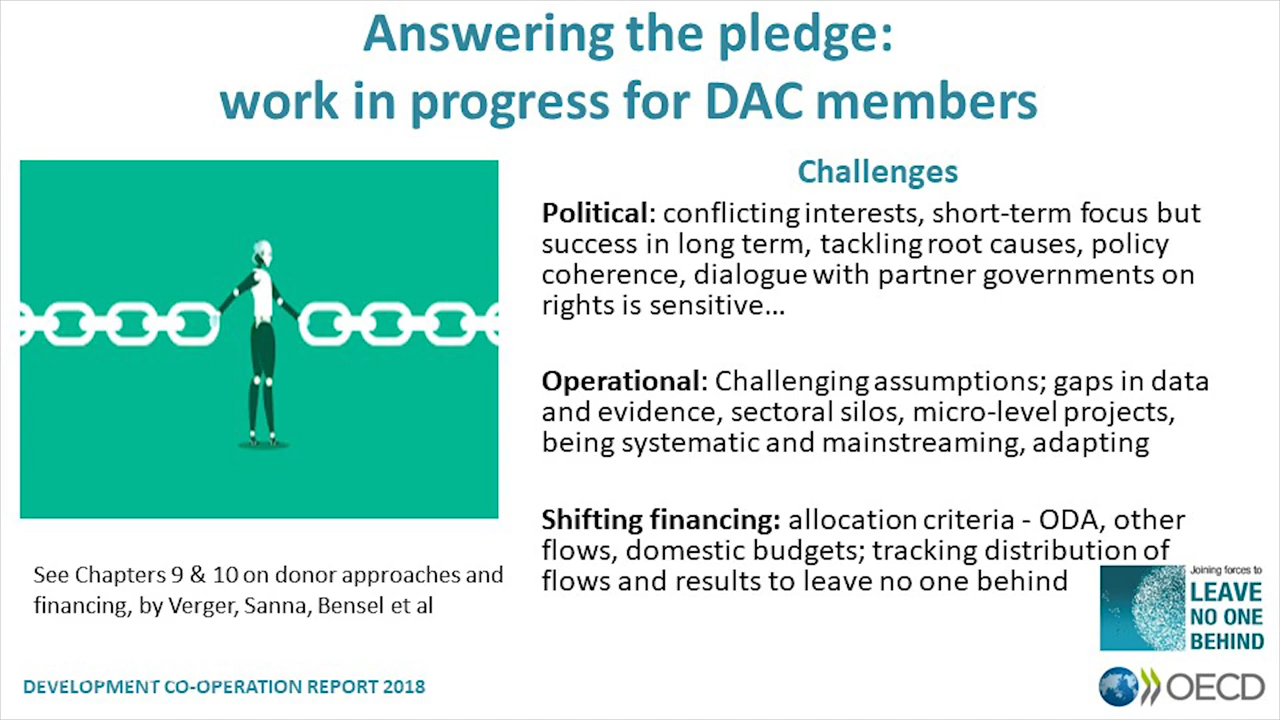 Answering the pledge:
work in progress for DAC members
Challenges
Political: conflicting interests, short-term focus but
success in long term, tackling root causes, policy
coherence, dialogue with partner governments on
rights is sensitive...
Operational: Challenging assumptions; gaps in data
and evidence, sectoral silos, micro-level projects,
being systematic and mainstreaming, adapting
Shifting financing: allocation criteria - ODA, other
flows, domestic budgets; tracking distribution of
flows and results to leave no one behind
See Chapters 9 & 10 on donor approaches and
financing, by Verger, Sanna, Bensel et al
Joining forces to
LEAVE
NO ONE
BEHIND
DEVELOPMENT CO-OPERATION REPORT 2018
OECD